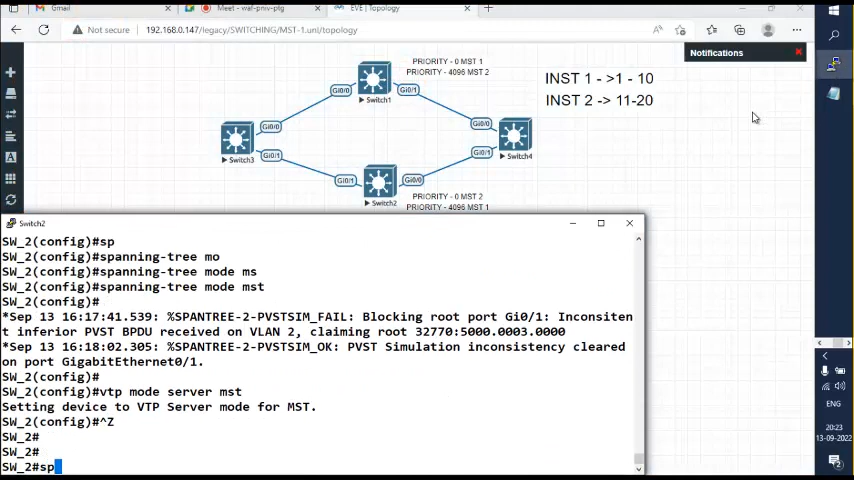 Gmail
Meet - waf-pniv-ptg
EVE | Topology
Not secure | 192.168.0.147/legacy/SWITCHING/MST-1.unl/topology
Notifications
PRIORITY - 0 MST 1
PRIORITY - 4096 MST 2
INST 1 - >1 - 10
INST 2 -> 11-20
Gi0/0
Gi0/1
Switch1
Gi0/0
Gi0/0
Switch3
Gi0/1
Gi0/1
Switch4
Gi0/1
Gi0/0
Switch2
PRIORITY - 0 MST 2
PRIORITY - 4096 MST 1
Switch2
SW_2(config)#sp
SW_2(config)#spanning-tree mo
SW_2(config)#spanning-tree mode ms
SW_2(config)#spanning-tree mode mst
SW_2(config)#
*Sep 13 16:17:41.539: %SPANTREE-2-PVSTSIM_FAIL: Blocking root port Gi0/1: Inconsiten
t inferior PVST BPDU received on VLAN 2, claiming root 32770:5000.0003.0000
*Sep 13 16:18:02.305: %SPANTREE-2-PVSTSIM_OK: PVST Simulation inconsistency cleared
on port GigabitEthernet0/1.
SW_2(config)#
SW_2(config)#vtp mode server mst
Setting device to VTP Server mode for MST.
SW_2(config)#^Z
SW_2#
SW_2#
SW_2#sp
ENG
20:23
13-09-2022
2